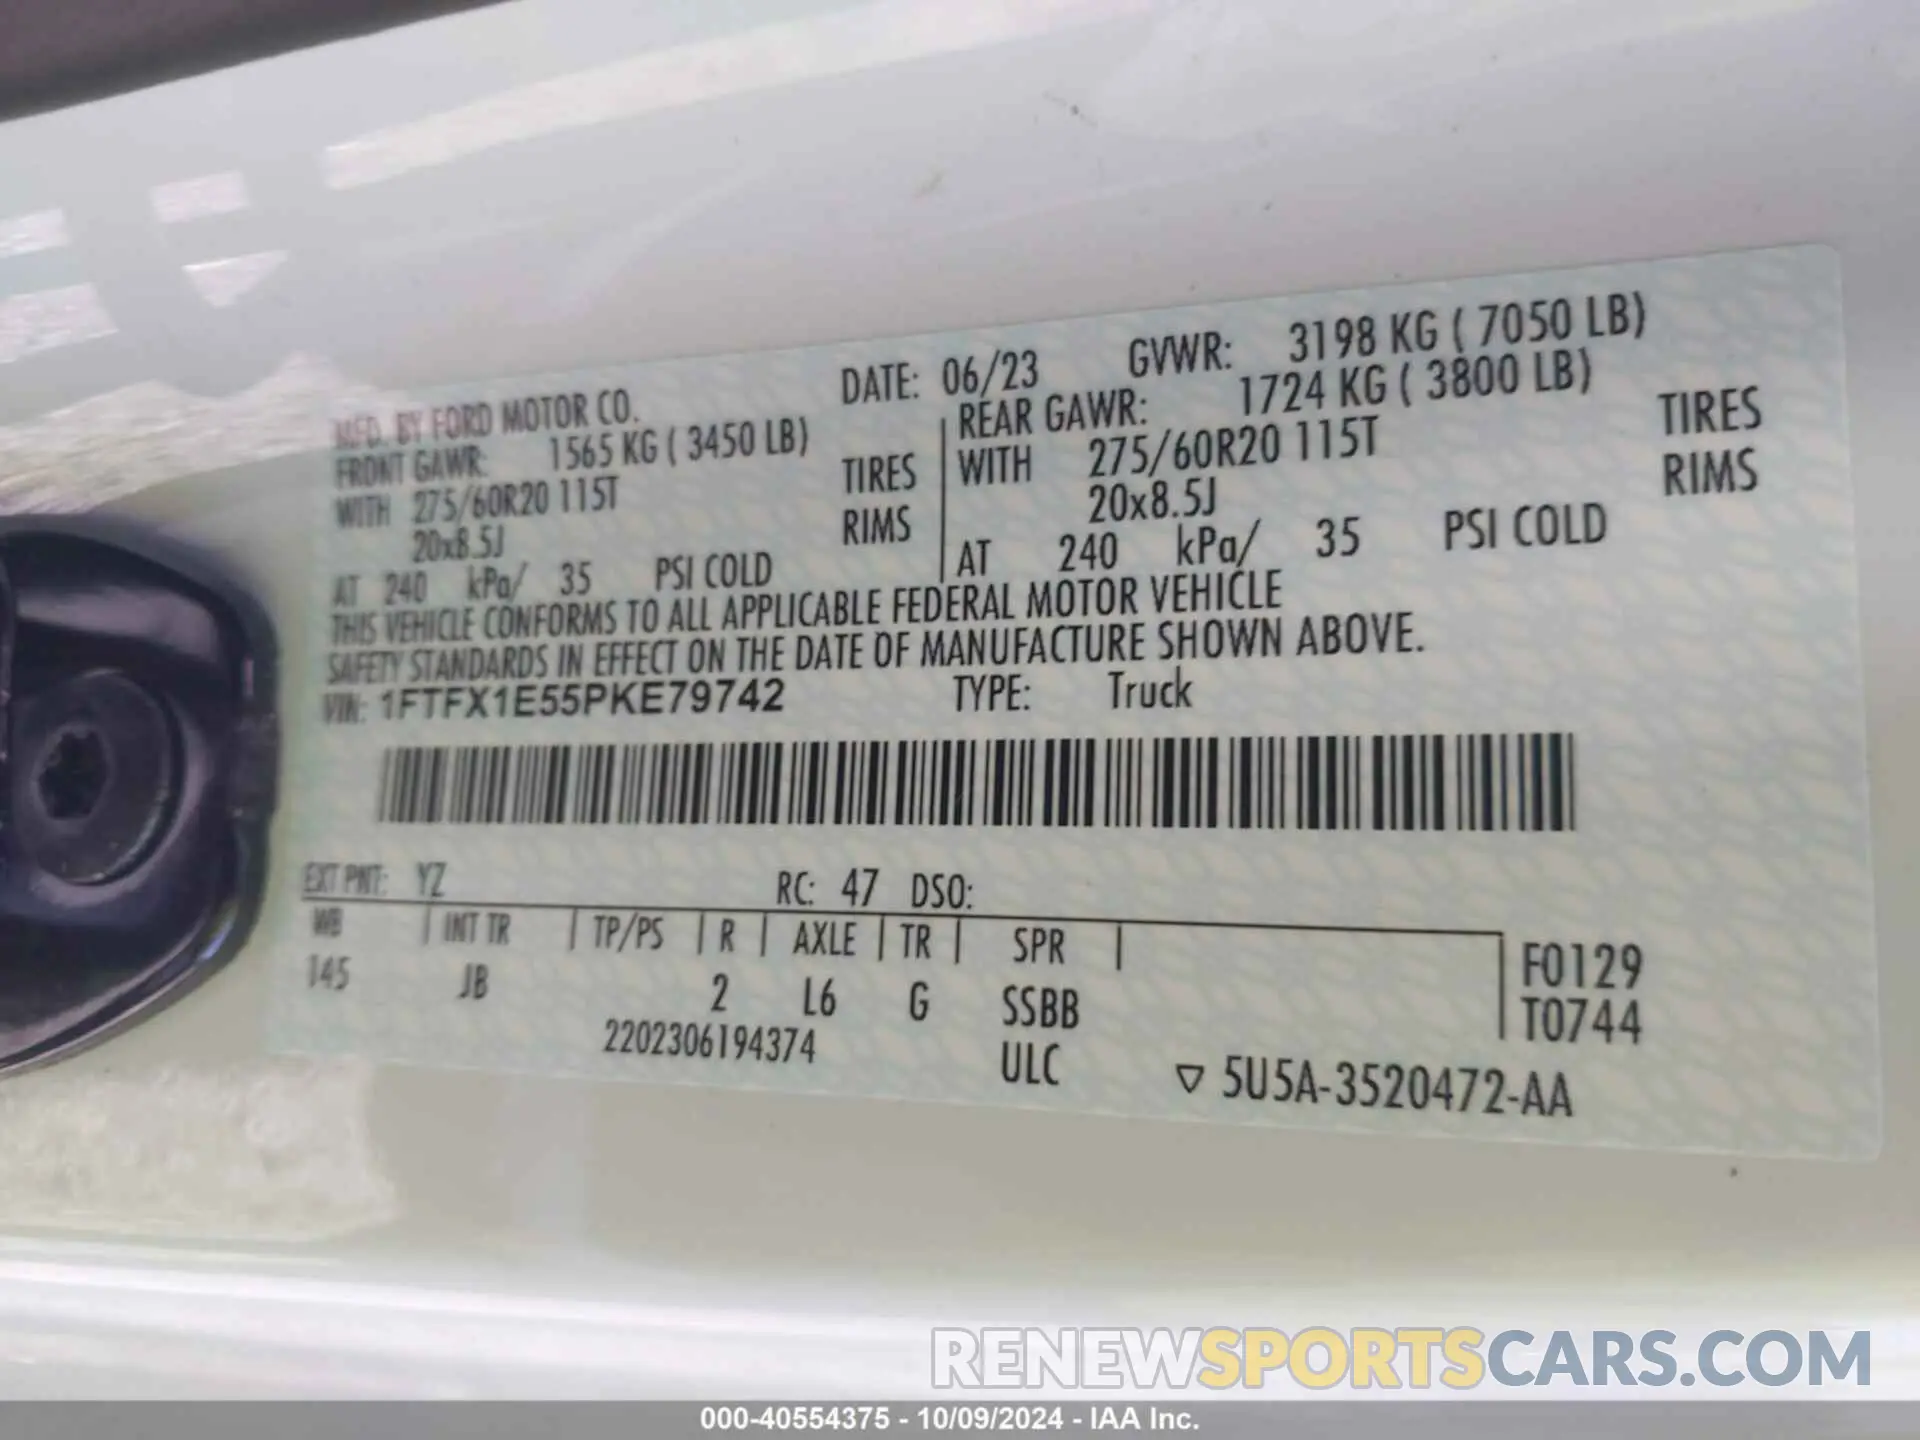 MFD. BY FORD MOTOR CO. DATE: 06/23 GVWR: 3198 KG ( 7050 LB)
FRONT GAWR: 1565 KG ( 3450 LB) REAR GAWR: 1724 KG ( 3800 LB)
WITH 275/60R20 115T TIRES WITH 275/60R20 115T TIRES
20x8.5J RIMS 20x8.5J RIMS
AT 240 kPa/ 35 PSI COLD AT 240 kPa/ 35 PSI COLD
THIS VEHICLE CONFORMS TO ALL APPLICABLE FEDERAL MOTOR VEHICLE
SAFETY STANDARDS IN EFFECT ON THE DATE OF MANUFACTURE SHOWN ABOVE.
VIN: 1FTFX1E55PKE79742 TYPE: Truck
EXT PNT: YZ RC: 47 DSO:
WB | INT TR | TP/PS | R | AXLE | TR | SPR | F0129
145 JB 2 L6 G SSBB T0744
2202306194374 ULC ▽ 5U5A-3520472-AA
RENEWSPORTSCARS.COM
000-40554375 - 10/09/2024 - IAA Inc.